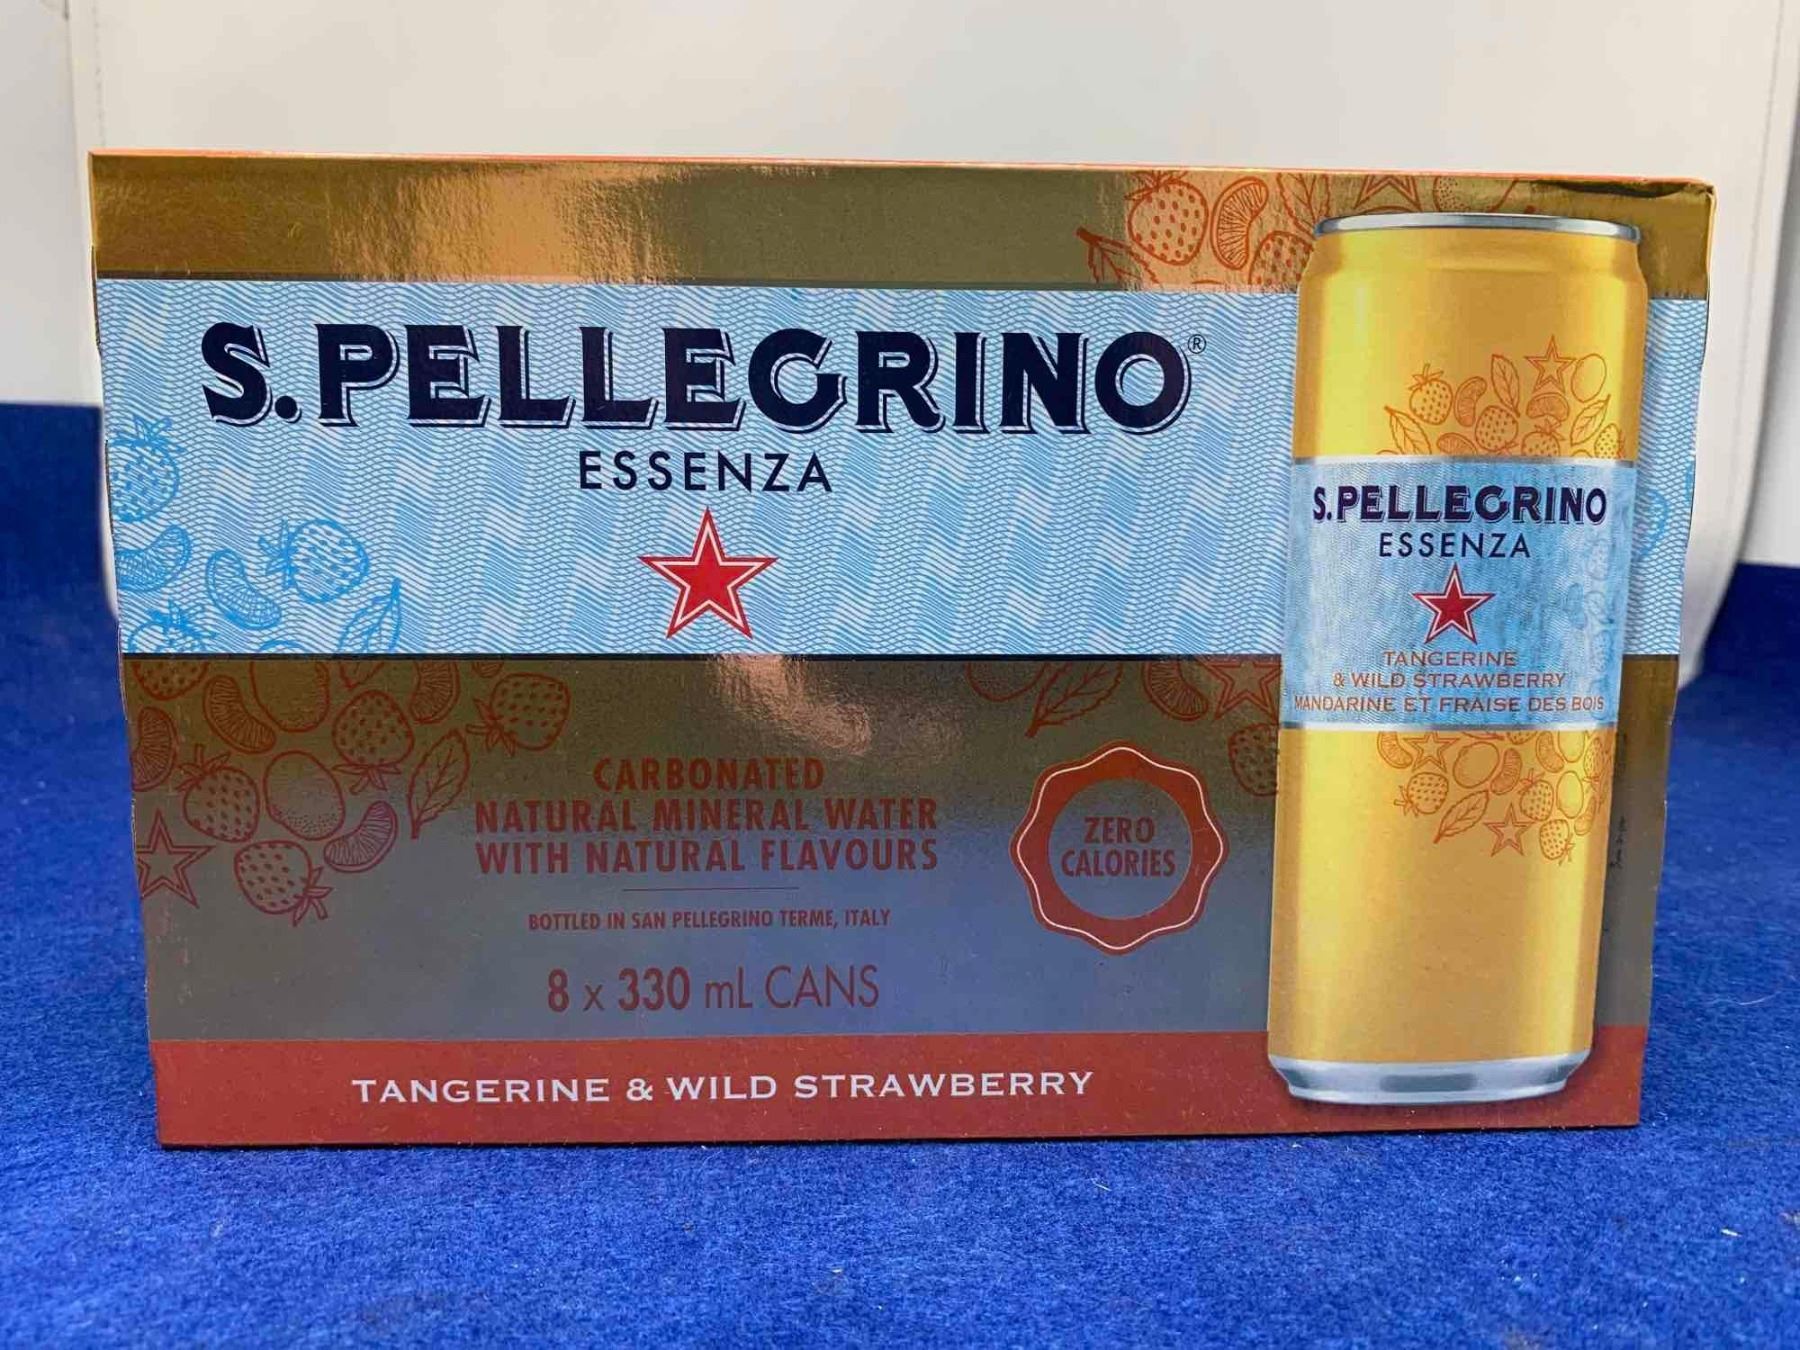 S.PELLEGRINO®
ESSENZA
CARBONATED
NATURAL MINERAL WATER
WITH NATURAL FLAVOURS
BOTTLED IN SAN PELLEGRINO TERME, ITALY
8 x 330 mL CANS
ZERO
CALORIES
TANGERINE & WILD STRAWBERRY
S.PELLEGRINO
ESSENZA
TANGERINE
& WILD STRAWBERRY
MANDARINE ET FRAISE DES BOIS